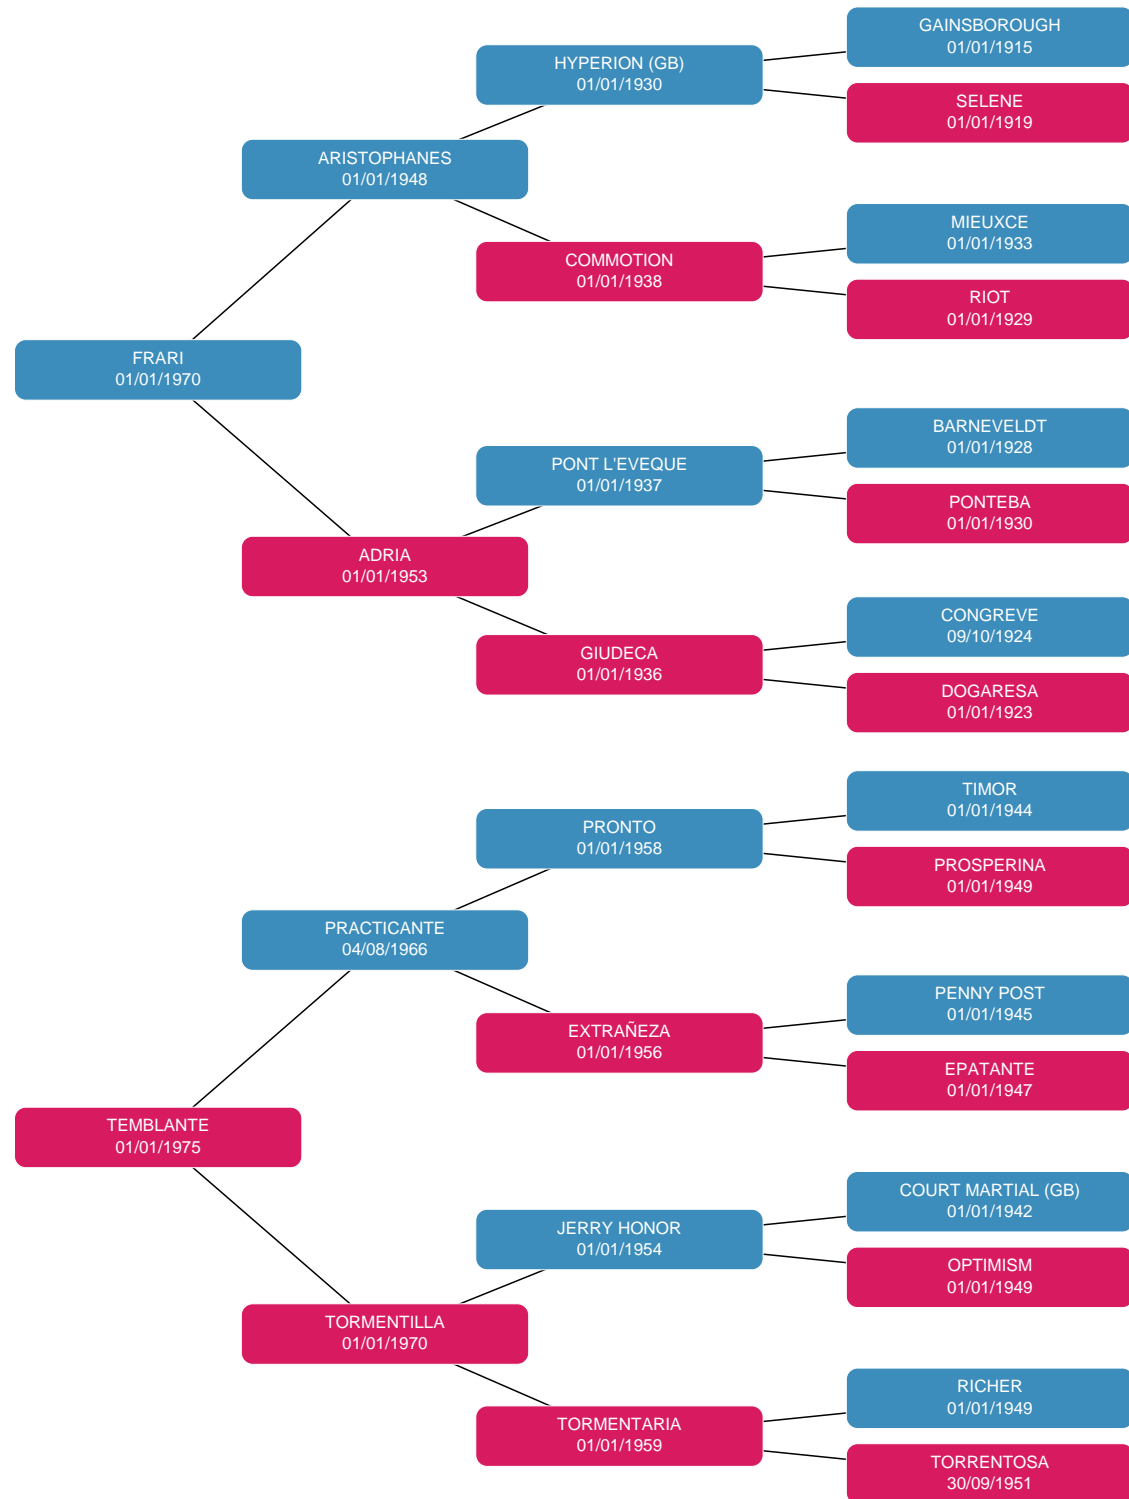 GAINSBOROUGH
01/01/1915
HYPERION (GB)
01/01/1930
SELENE
01/01/1919
ARISTOPHANES
01/01/1948
MIEUXCE
01/01/1933
COMMOTION
01/01/1938
RIOT
01/01/1929
FRARI
01/01/1970
BARNEVELDT
01/01/1928
PONT L'EVEQUE
01/01/1937
PONTEBA
01/01/1930
ADRIA
01/01/1953
CONGREVE
09/10/1924
GIUDECA
01/01/1936
DOGARESA
01/01/1923
TIMOR
01/01/1944
PRONTO
01/01/1958
PROSPERINA
01/01/1949
PRACTICANTE
04/08/1966
PENNY POST
01/01/1945
EXTRAÑEZA
01/01/1956
EPATANTE
01/01/1947
TEMBLANTE
01/01/1975
COURT MARTIAL (GB)
01/01/1942
JERRY HONOR
01/01/1954
OPTIMISM
01/01/1949
TORMENTILLA
01/01/1970
RICHER
01/01/1949
TORMENTARIA
01/01/1959
TORRENTOSA
30/09/1951